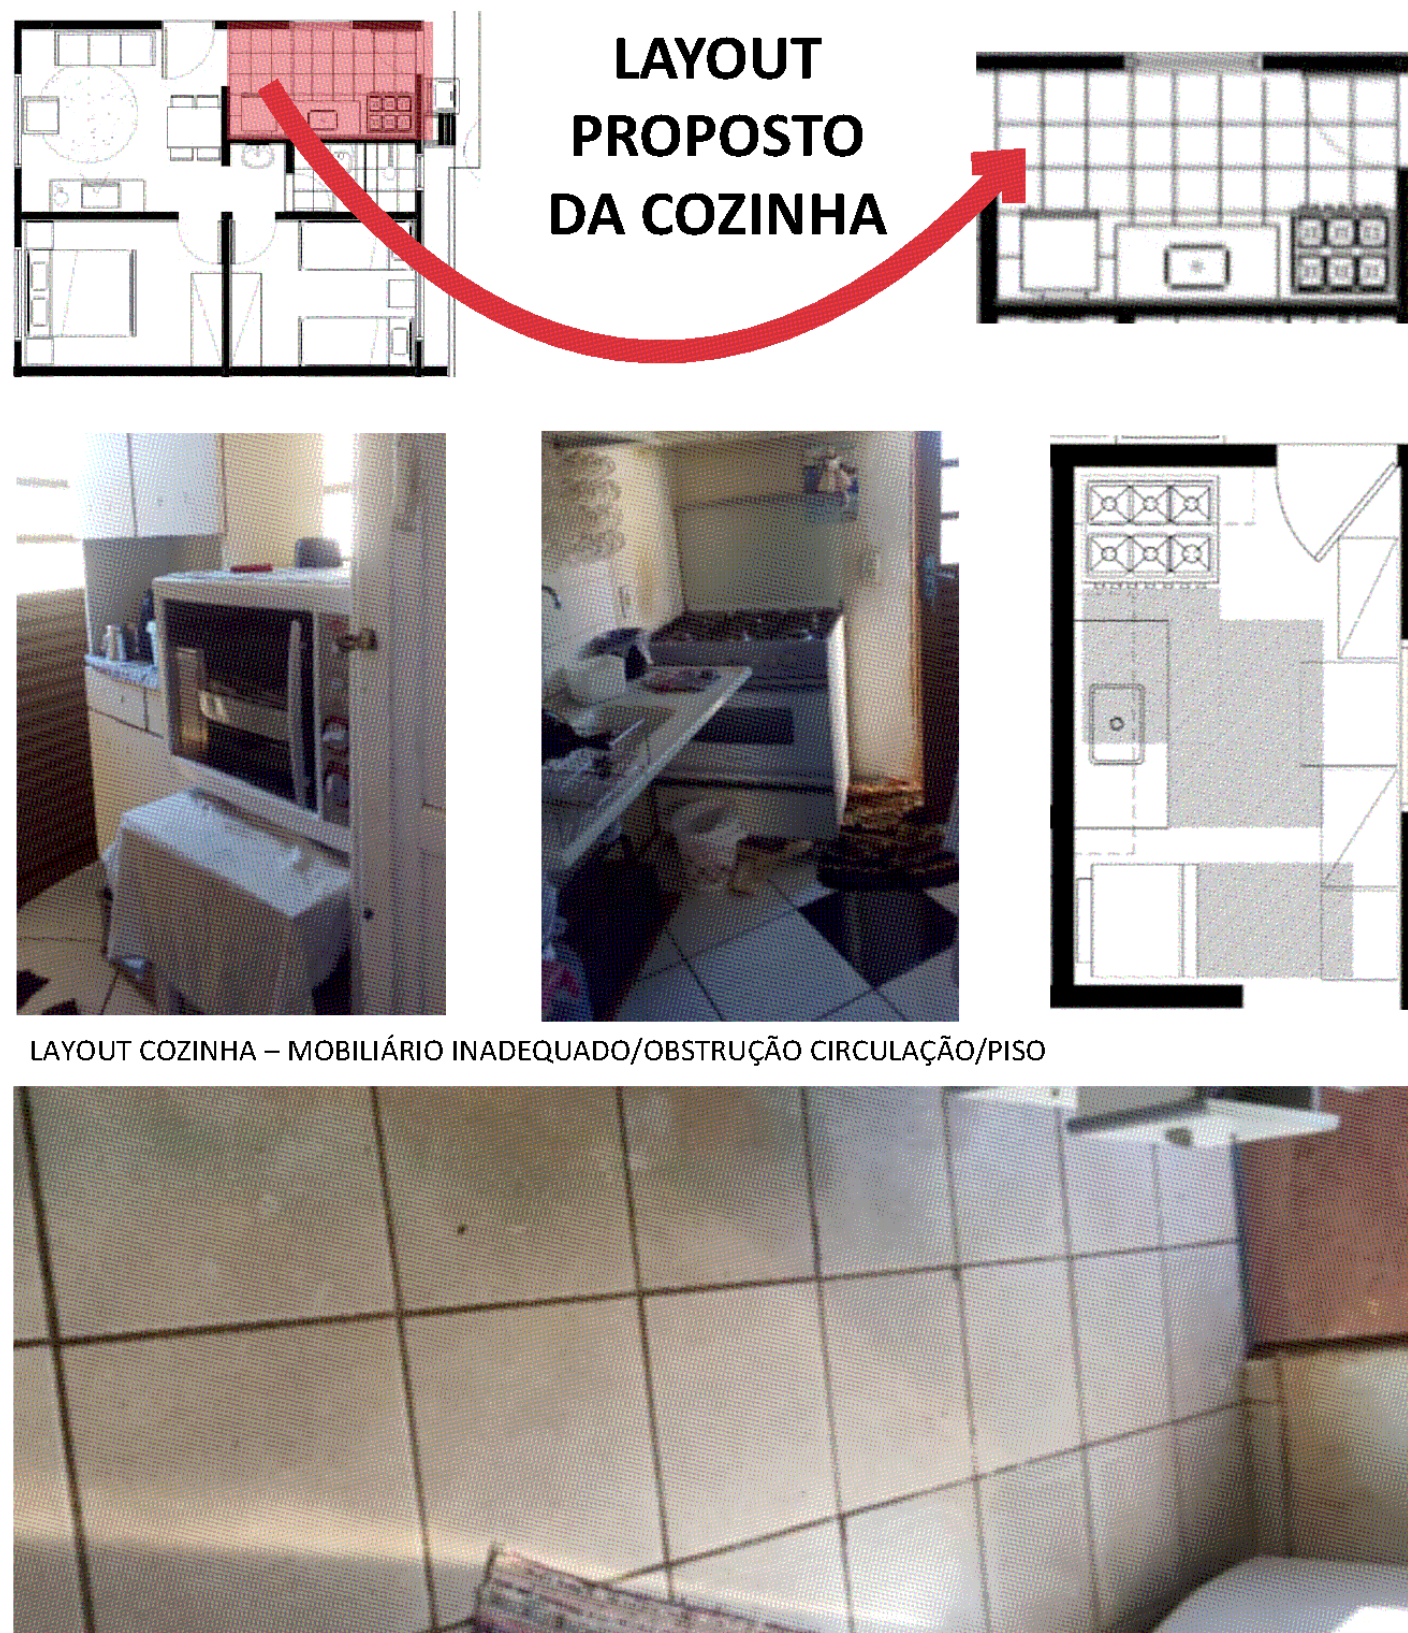 LAYOUT
PROPOSTO
DA COZINHA
LAYOUT COZINHA – MOBILIÁRIO INADEQUADO/OBSTRUÇÃO CIRCULAÇÃO/PISO